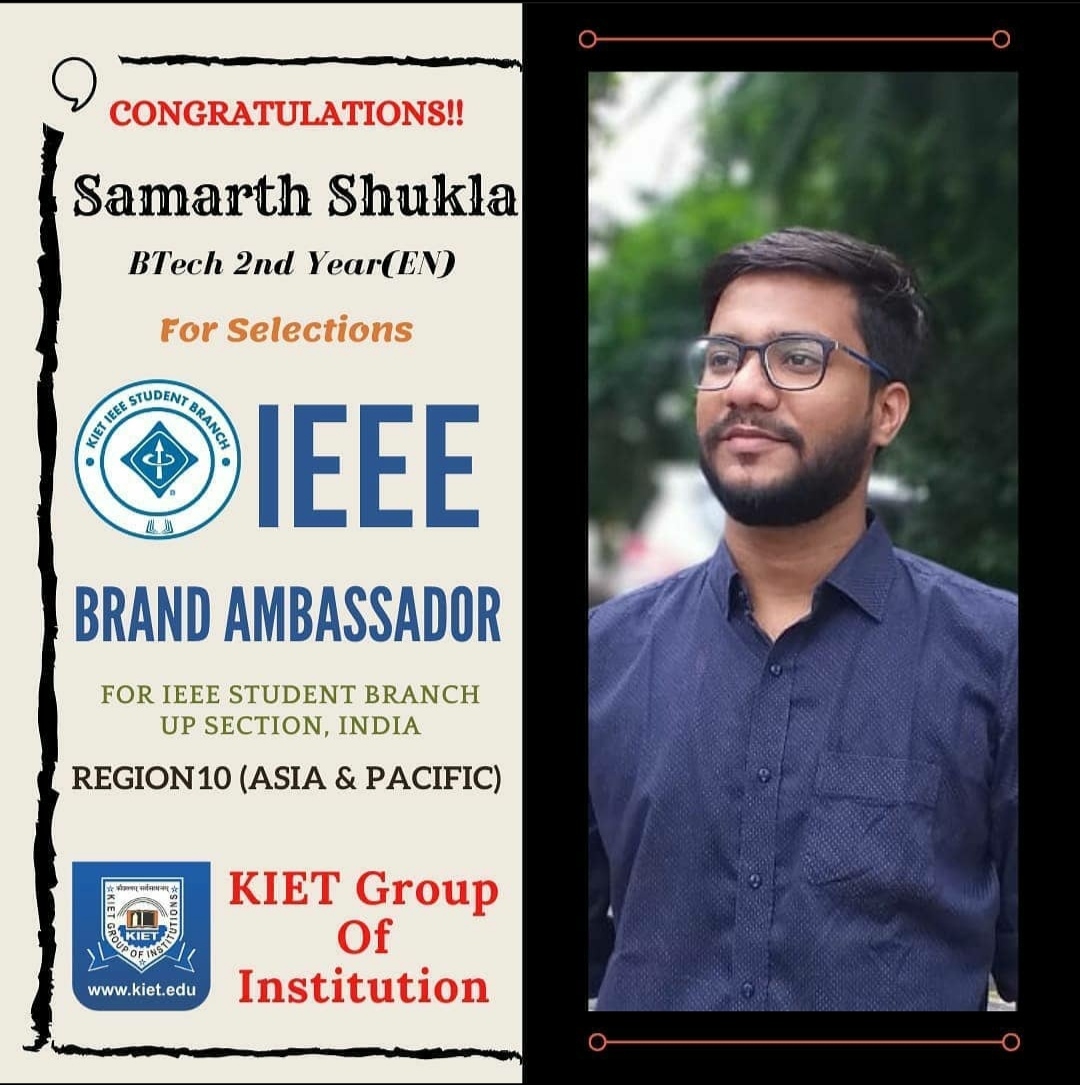 CONGRATULATIONS!!
Samarth Shukla
BTech 2nd Year(EN)
For Selections
KIET IEEE STUDENT BRANCH
IEEE
BRAND AMBASSADOR
FOR IEEE STUDENT BRANCH
UP SECTION, INDIA
REGION10 (ASIA & PACIFIC)
KIET GROUP OF INSTITUTIONS
KIET
www.kiet.edu
KIET Group
Of
Institution